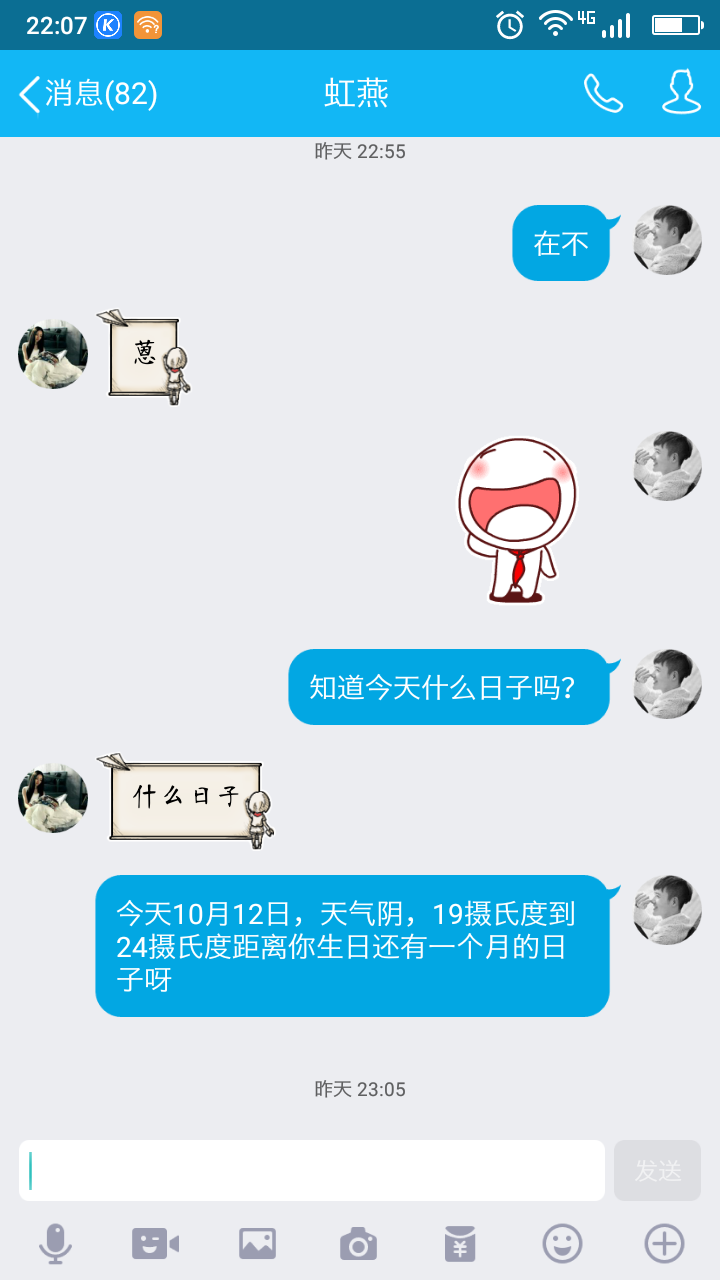 22:07
4G
消息(82)
虹燕
昨天 22:55
在不
蒽
知道今天什么日子吗?
什么日子
今天10月12日，天气阴，19摄氏度到
24摄氏度距离你生日还有一个月的日
子呀
昨天 23:05
发送